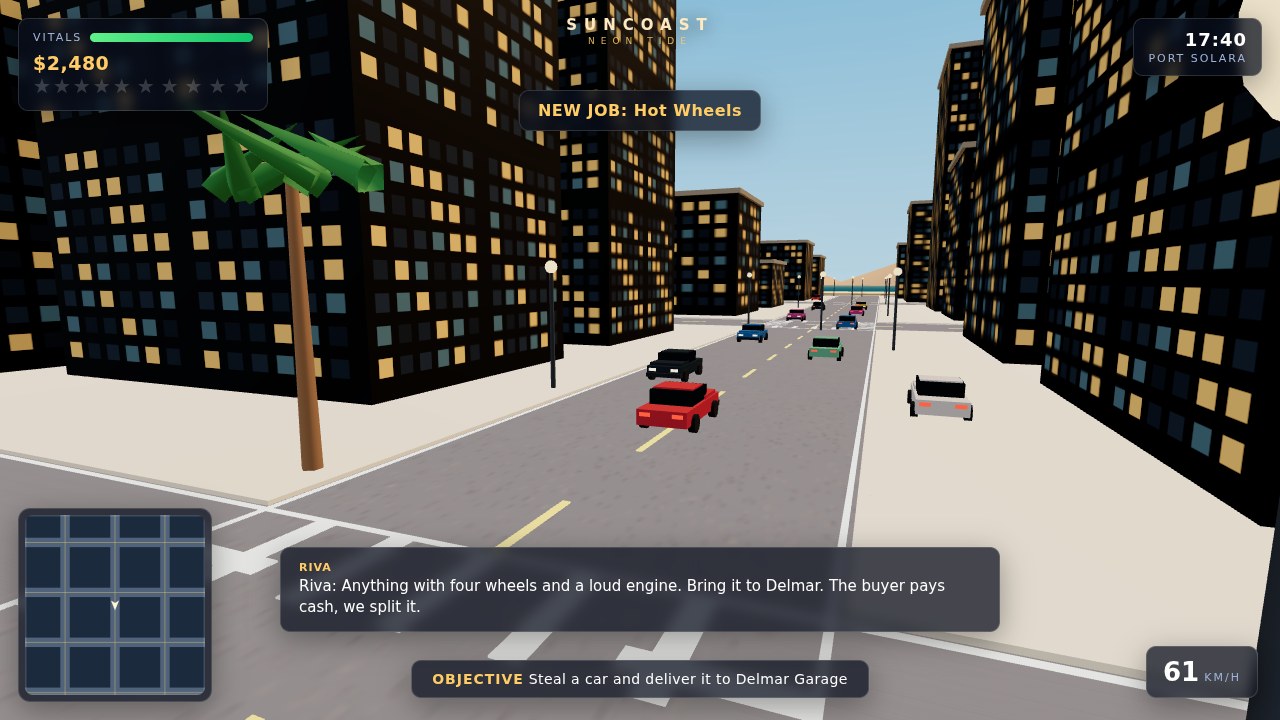 VITALS
$2,480
SUNCOAST
NEON TIDE
17:40
PORT SOLARA
NEW JOB: Hot Wheels
RIVA
Riva: Anything with four wheels and a loud engine. Bring it to Delmar. The buyer pays
cash, we split it.
OBJECTIVE Steal a car and deliver it to Delmar Garage
61 KM/H